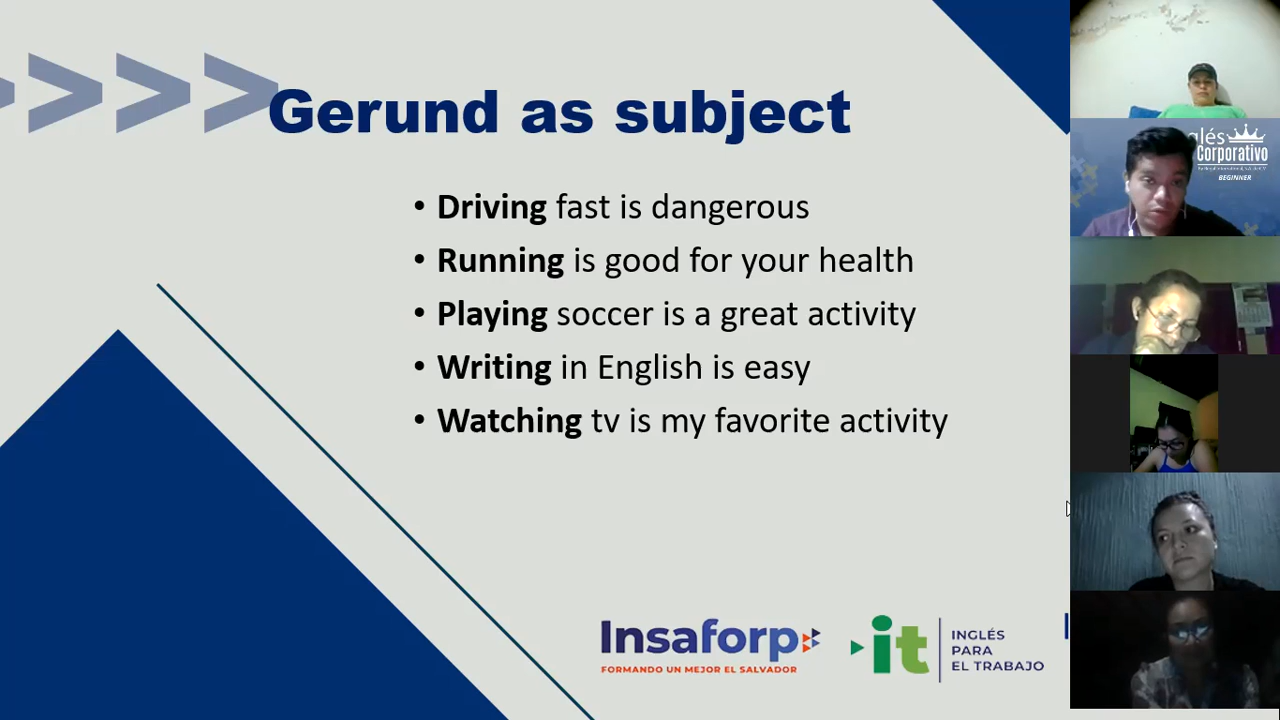 Gerund as subject
• Driving fast is dangerous
• Running is good for your health
• Playing soccer is a great activity
• Writing in English is easy
• Watching tv is my favorite activity
Insaforp
FORMANDO UN MEJOR EL SALVADOR
it
INGLÉS
PARA
EL TRABAJO
glés
Corporativo
BEGINNER